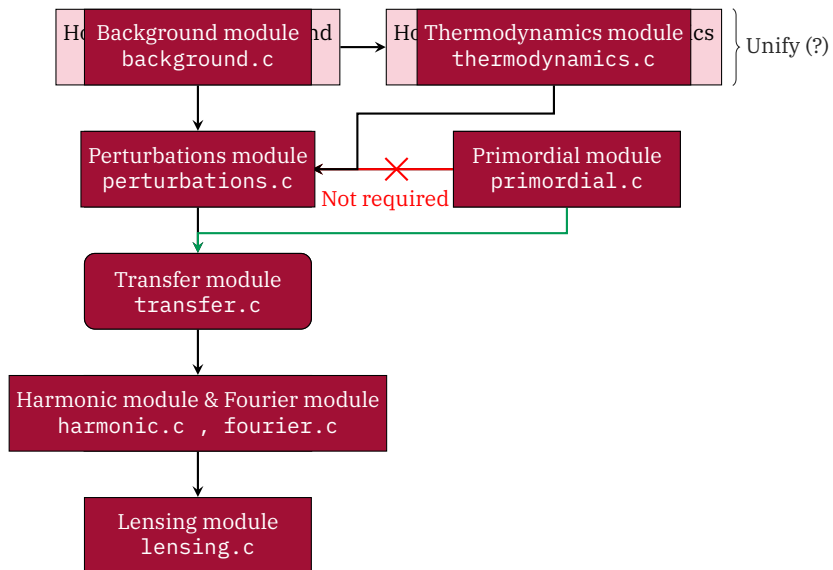 Background module
background.c
Thermodynamics module
thermodynamics.c
Unify (?)
Perturbations module
perturbations.c
Primordial module
primordial.c
Not required
Transfer module
transfer.c
Harmonic module & Fourier module
harmonic.c , fourier.c
Lensing module
lensing.c